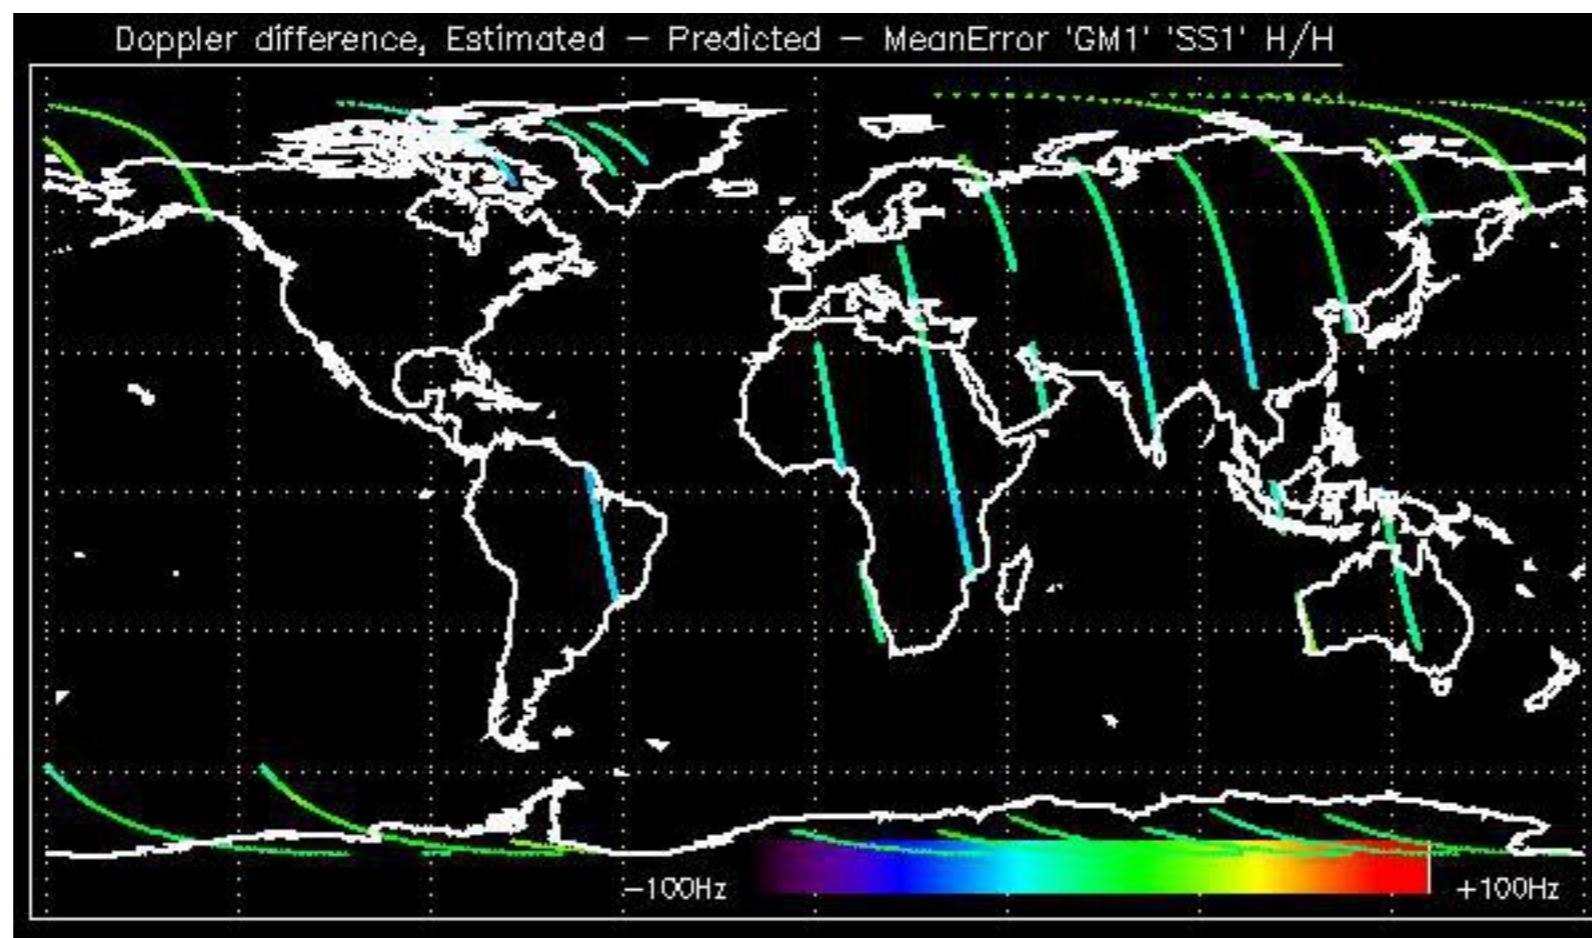 Doppler difference, Estimated – Predicted – MeanError 'GM1' 'SS1' H/H
–100Hz +100Hz